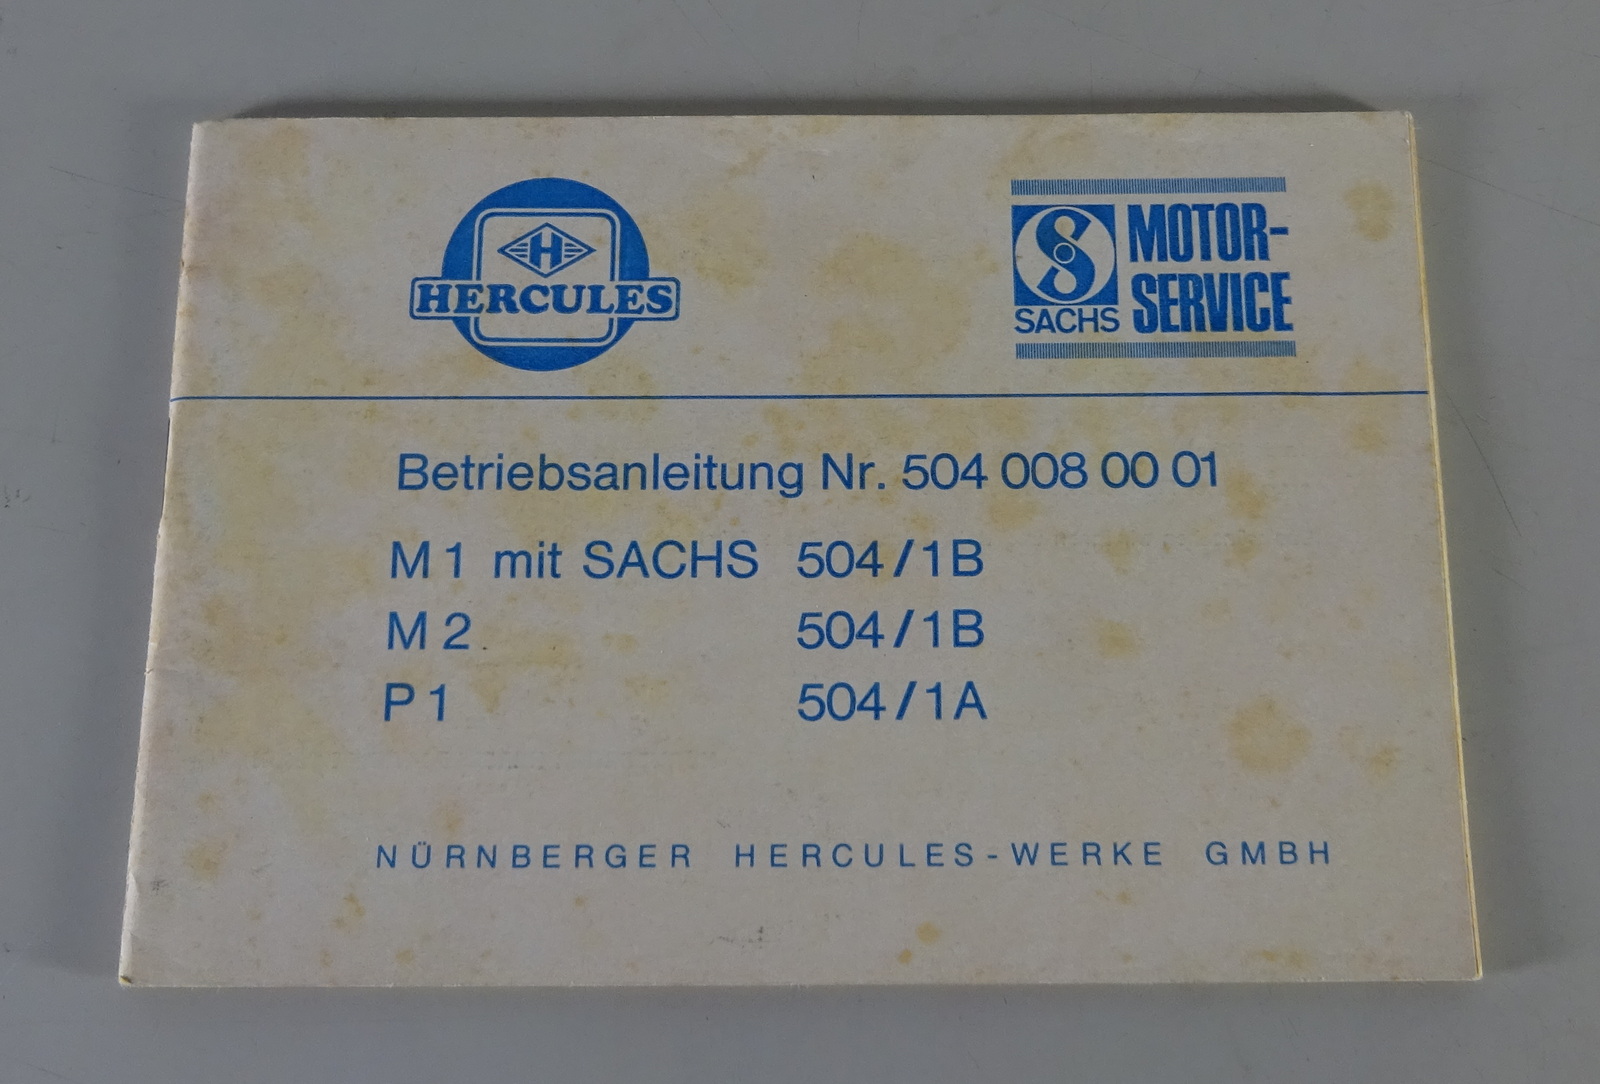 H
HERCULES
S
SACHS
MOTOR-
SERVICE
Betriebsanleitung Nr. 504 008 00 01
M 1 mit SACHS 504/1B
M 2 504/1B
P 1 504/1A
NÜRNBERGER HERCULES-WERKE GMBH